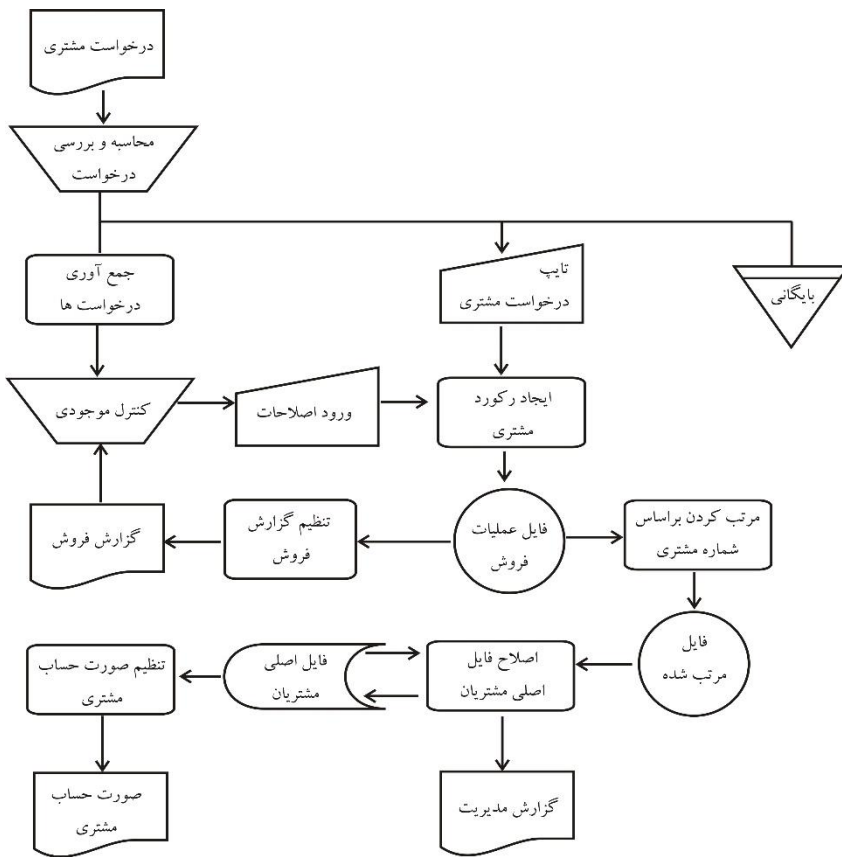 درخواست مشتری
محاسبه و بررسی
درخواست
جمع آوری
درخواست ها
تایپ
درخواست مشتری
بایگانی
کنترل موجودی
ورود اصلاحات
ایجاد رکورد
مشتری
گزارش فروش
تنظیم گزارش
فروش
فایل عملیات
فروش
مرتب کردن براساس
شماره مشتری
تنظیم صورت حساب
مشتری
فایل اصلی
مشتریان
اصلاح فایل
اصلی مشتریان
فایل
مرتب شده
صورت حساب
مشتری
گزارش مدیریت